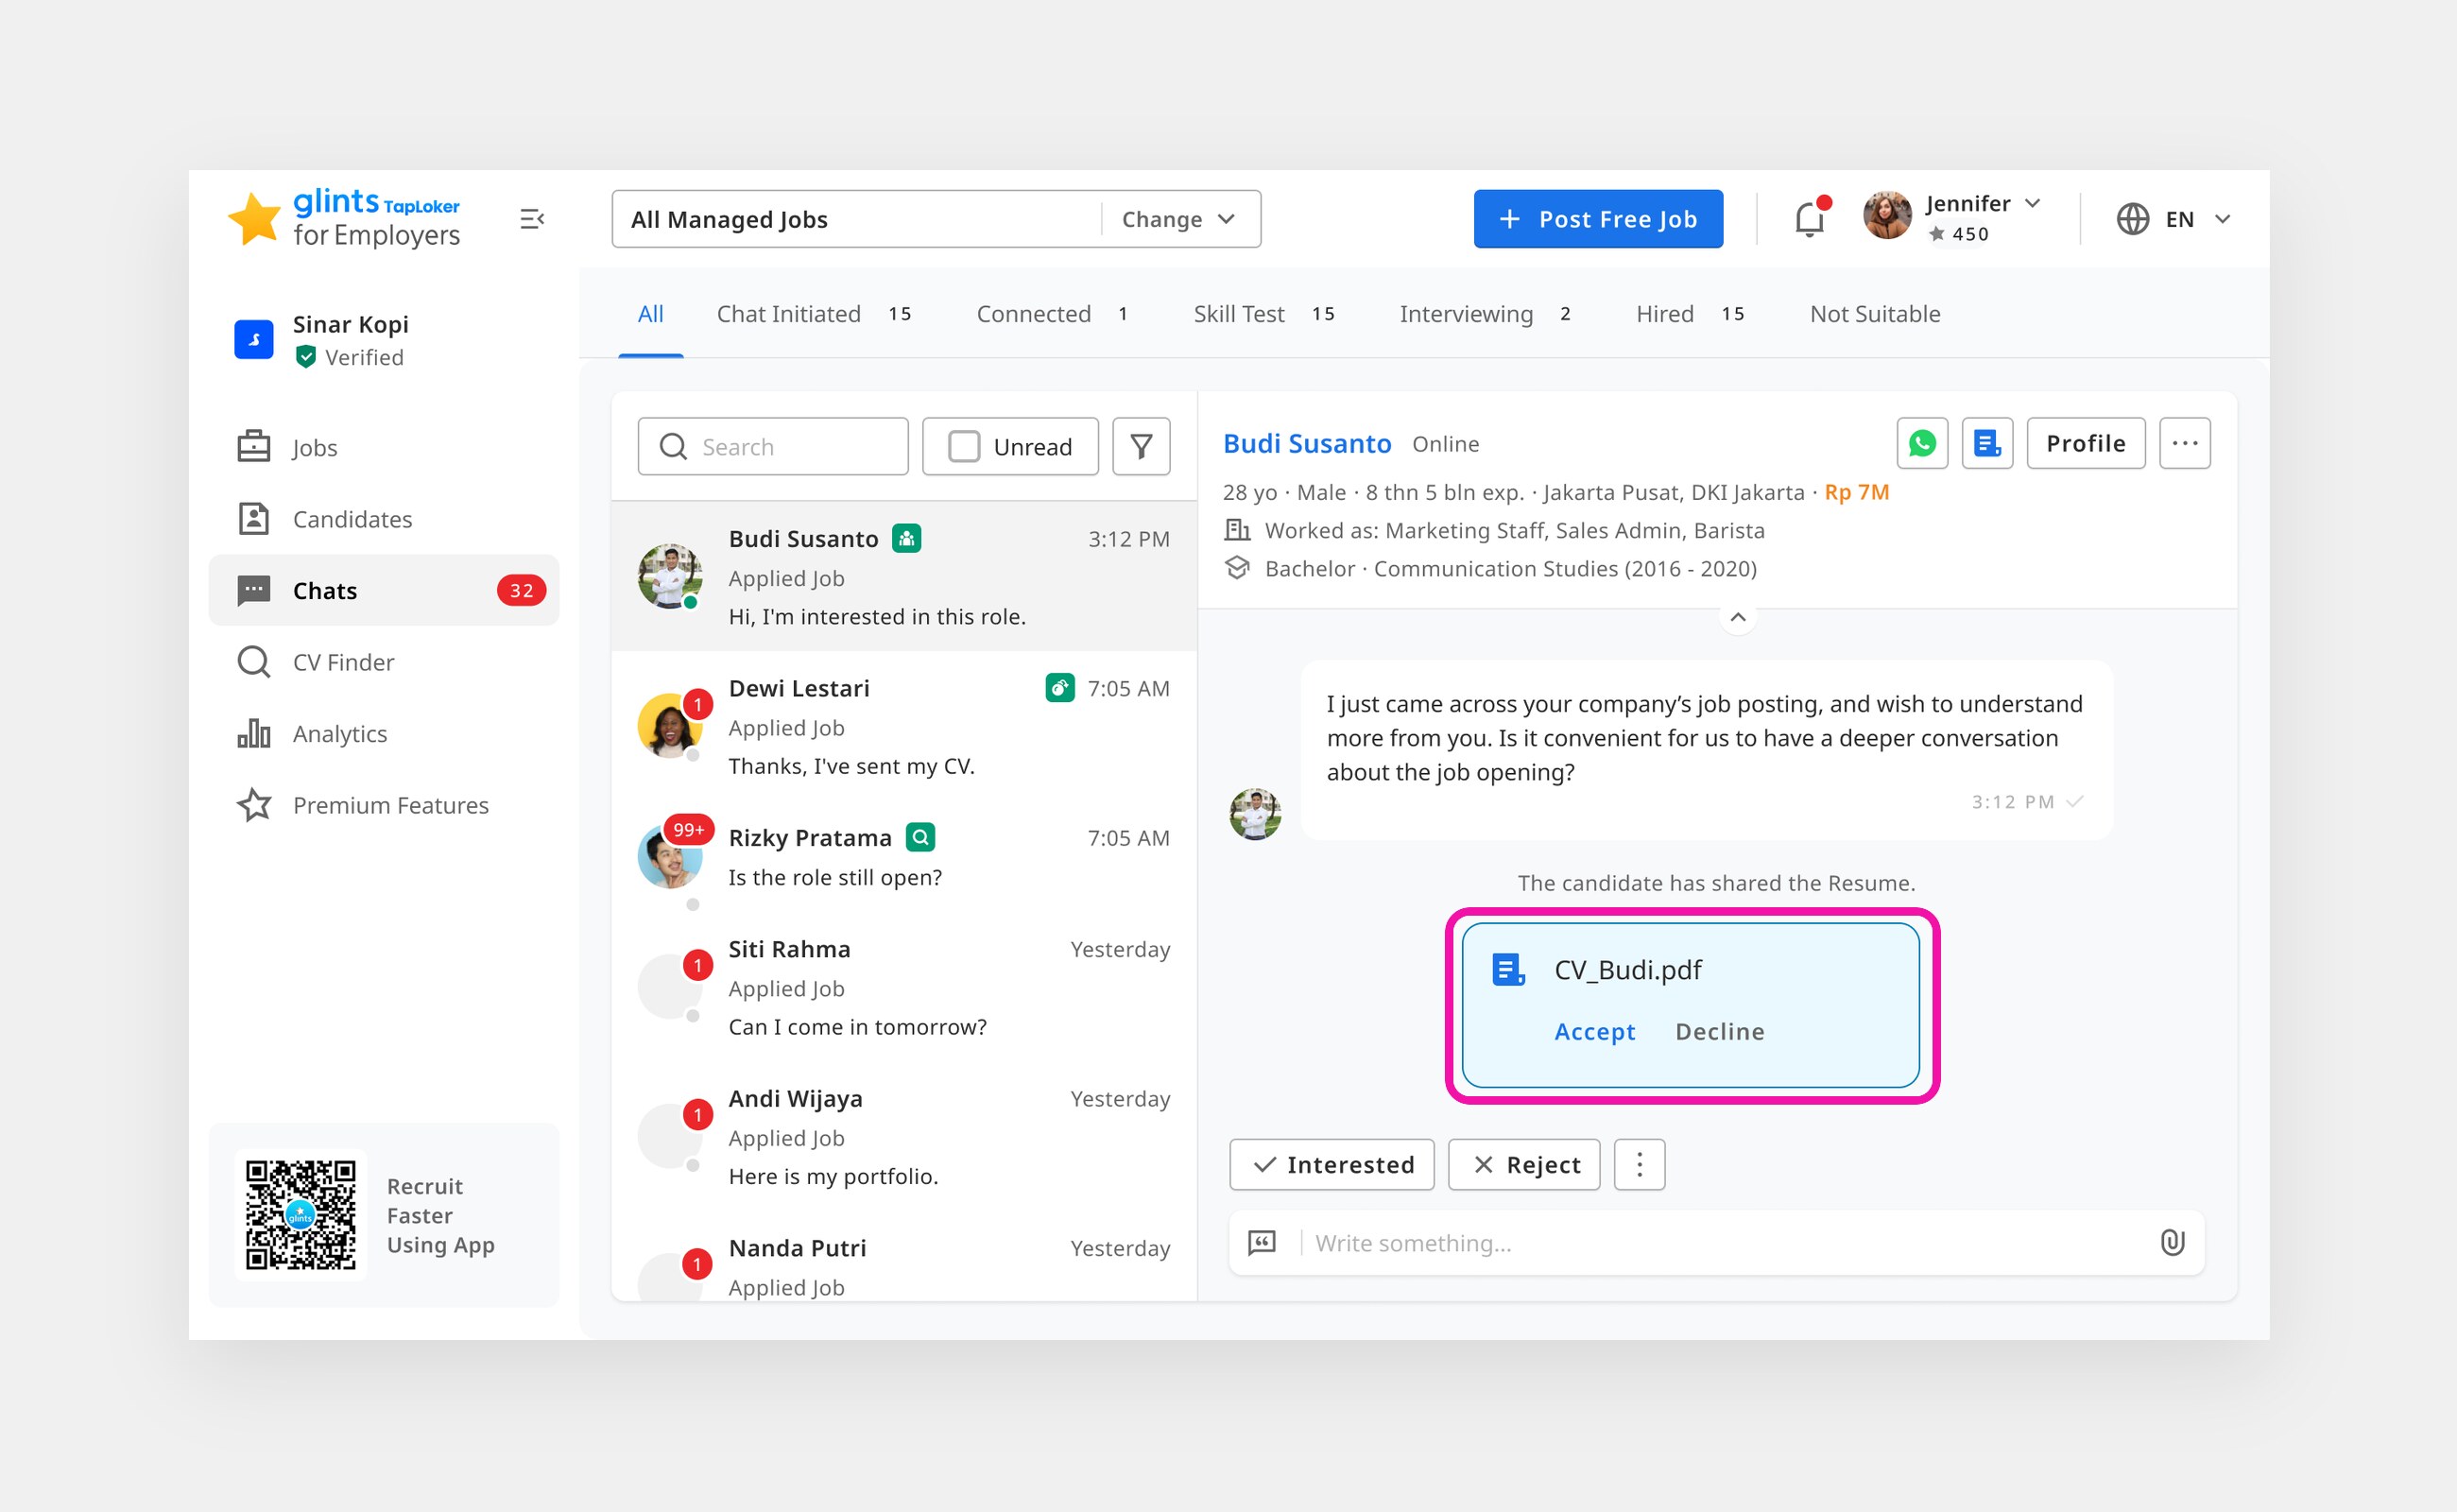 glints TapLoker
for Employers
All Managed Jobs
Change
+ Post Free Job
Jennifer
450
EN
Sinar Kopi
Verified
Jobs
Candidates
Chats
32
CV Finder
Analytics
Premium Features
glints
Recruit
Faster
Using App
All
Chat Initiated 15
Connected 1
Skill Test 15
Interviewing 2
Hired 15
Not Suitable
Search
Unread
Budi Susanto
3:12 PM
Applied Job
Hi, I'm interested in this role.
1
Dewi Lestari
7:05 AM
Applied Job
Thanks, I've sent my CV.
99+
Rizky Pratama
7:05 AM
Is the role still open?
1
Siti Rahma
Yesterday
Applied Job
Can I come in tomorrow?
1
Andi Wijaya
Yesterday
Applied Job
Here is my portfolio.
1
Nanda Putri
Yesterday
Applied Job
Budi Susanto Online
Profile
28 yo · Male · 8 thn 5 bln exp. · Jakarta Pusat, DKI Jakarta · Rp 7M
Worked as: Marketing Staff, Sales Admin, Barista
Bachelor · Communication Studies (2016 - 2020)
I just came across your company’s job posting, and wish to understand
more from you. Is it convenient for us to have a deeper conversation
about the job opening?
3:12 PM
The candidate has shared the Resume.
CV_Budi.pdf
Accept Decline
Interested
Reject
Write something...